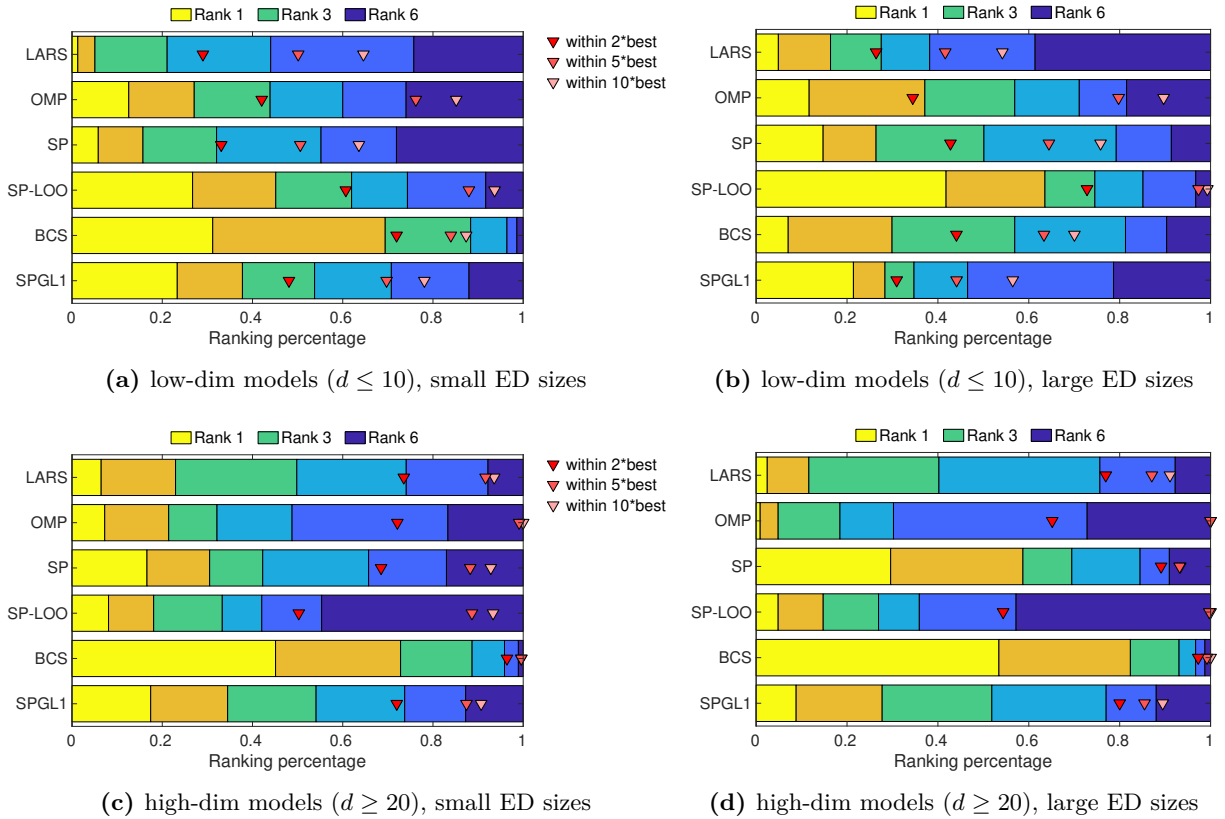 Rank 1 Rank 3 Rank 6
LARS
OMP
SP
SP-LOO
BCS
SPGL1
0 0.2 0.4 0.6 0.8 1
Ranking percentage
within 2*best
within 5*best
within 10*best
(a) low-dim models (d ≤ 10), small ED sizes
Rank 1 Rank 3 Rank 6
LARS
OMP
SP
SP-LOO
BCS
SPGL1
0 0.2 0.4 0.6 0.8 1
Ranking percentage
(b) low-dim models (d ≤ 10), large ED sizes
Rank 1 Rank 3 Rank 6
LARS
OMP
SP
SP-LOO
BCS
SPGL1
0 0.2 0.4 0.6 0.8 1
Ranking percentage
within 2*best
within 5*best
within 10*best
(c) high-dim models (d ≥ 20), small ED sizes
Rank 1 Rank 3 Rank 6
LARS
OMP
SP
SP-LOO
BCS
SPGL1
0 0.2 0.4 0.6 0.8 1
Ranking percentage
(d) high-dim models (d ≥ 20), large ED sizes